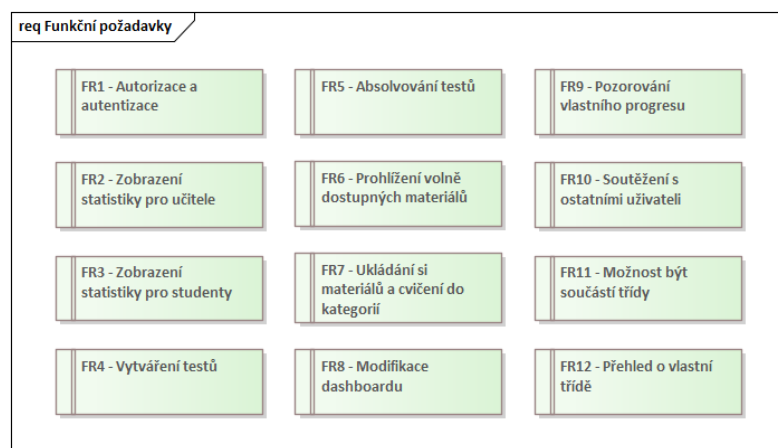 req Funkční požadavky
FR1 - Autorizace a
autentizace
FR2 - Zobrazení
statistiky pro učitele
FR3 - Zobrazení
statistiky pro studenty
FR4 - Vytváření testů
FR5 - Absolvování testů
FR6 - Prohlížení volně
dostupných materiálů
FR7 - Ukládání si
materiálů a cvičení do
kategorií
FR8 - Modifikace
dashboardu
FR9 - Pozorování
vlastního progresu
FR10 - Soutěžení s
ostatními uživateli
FR11 - Možnost být
součástí třídy
FR12 - Přehled o vlastní
třídě